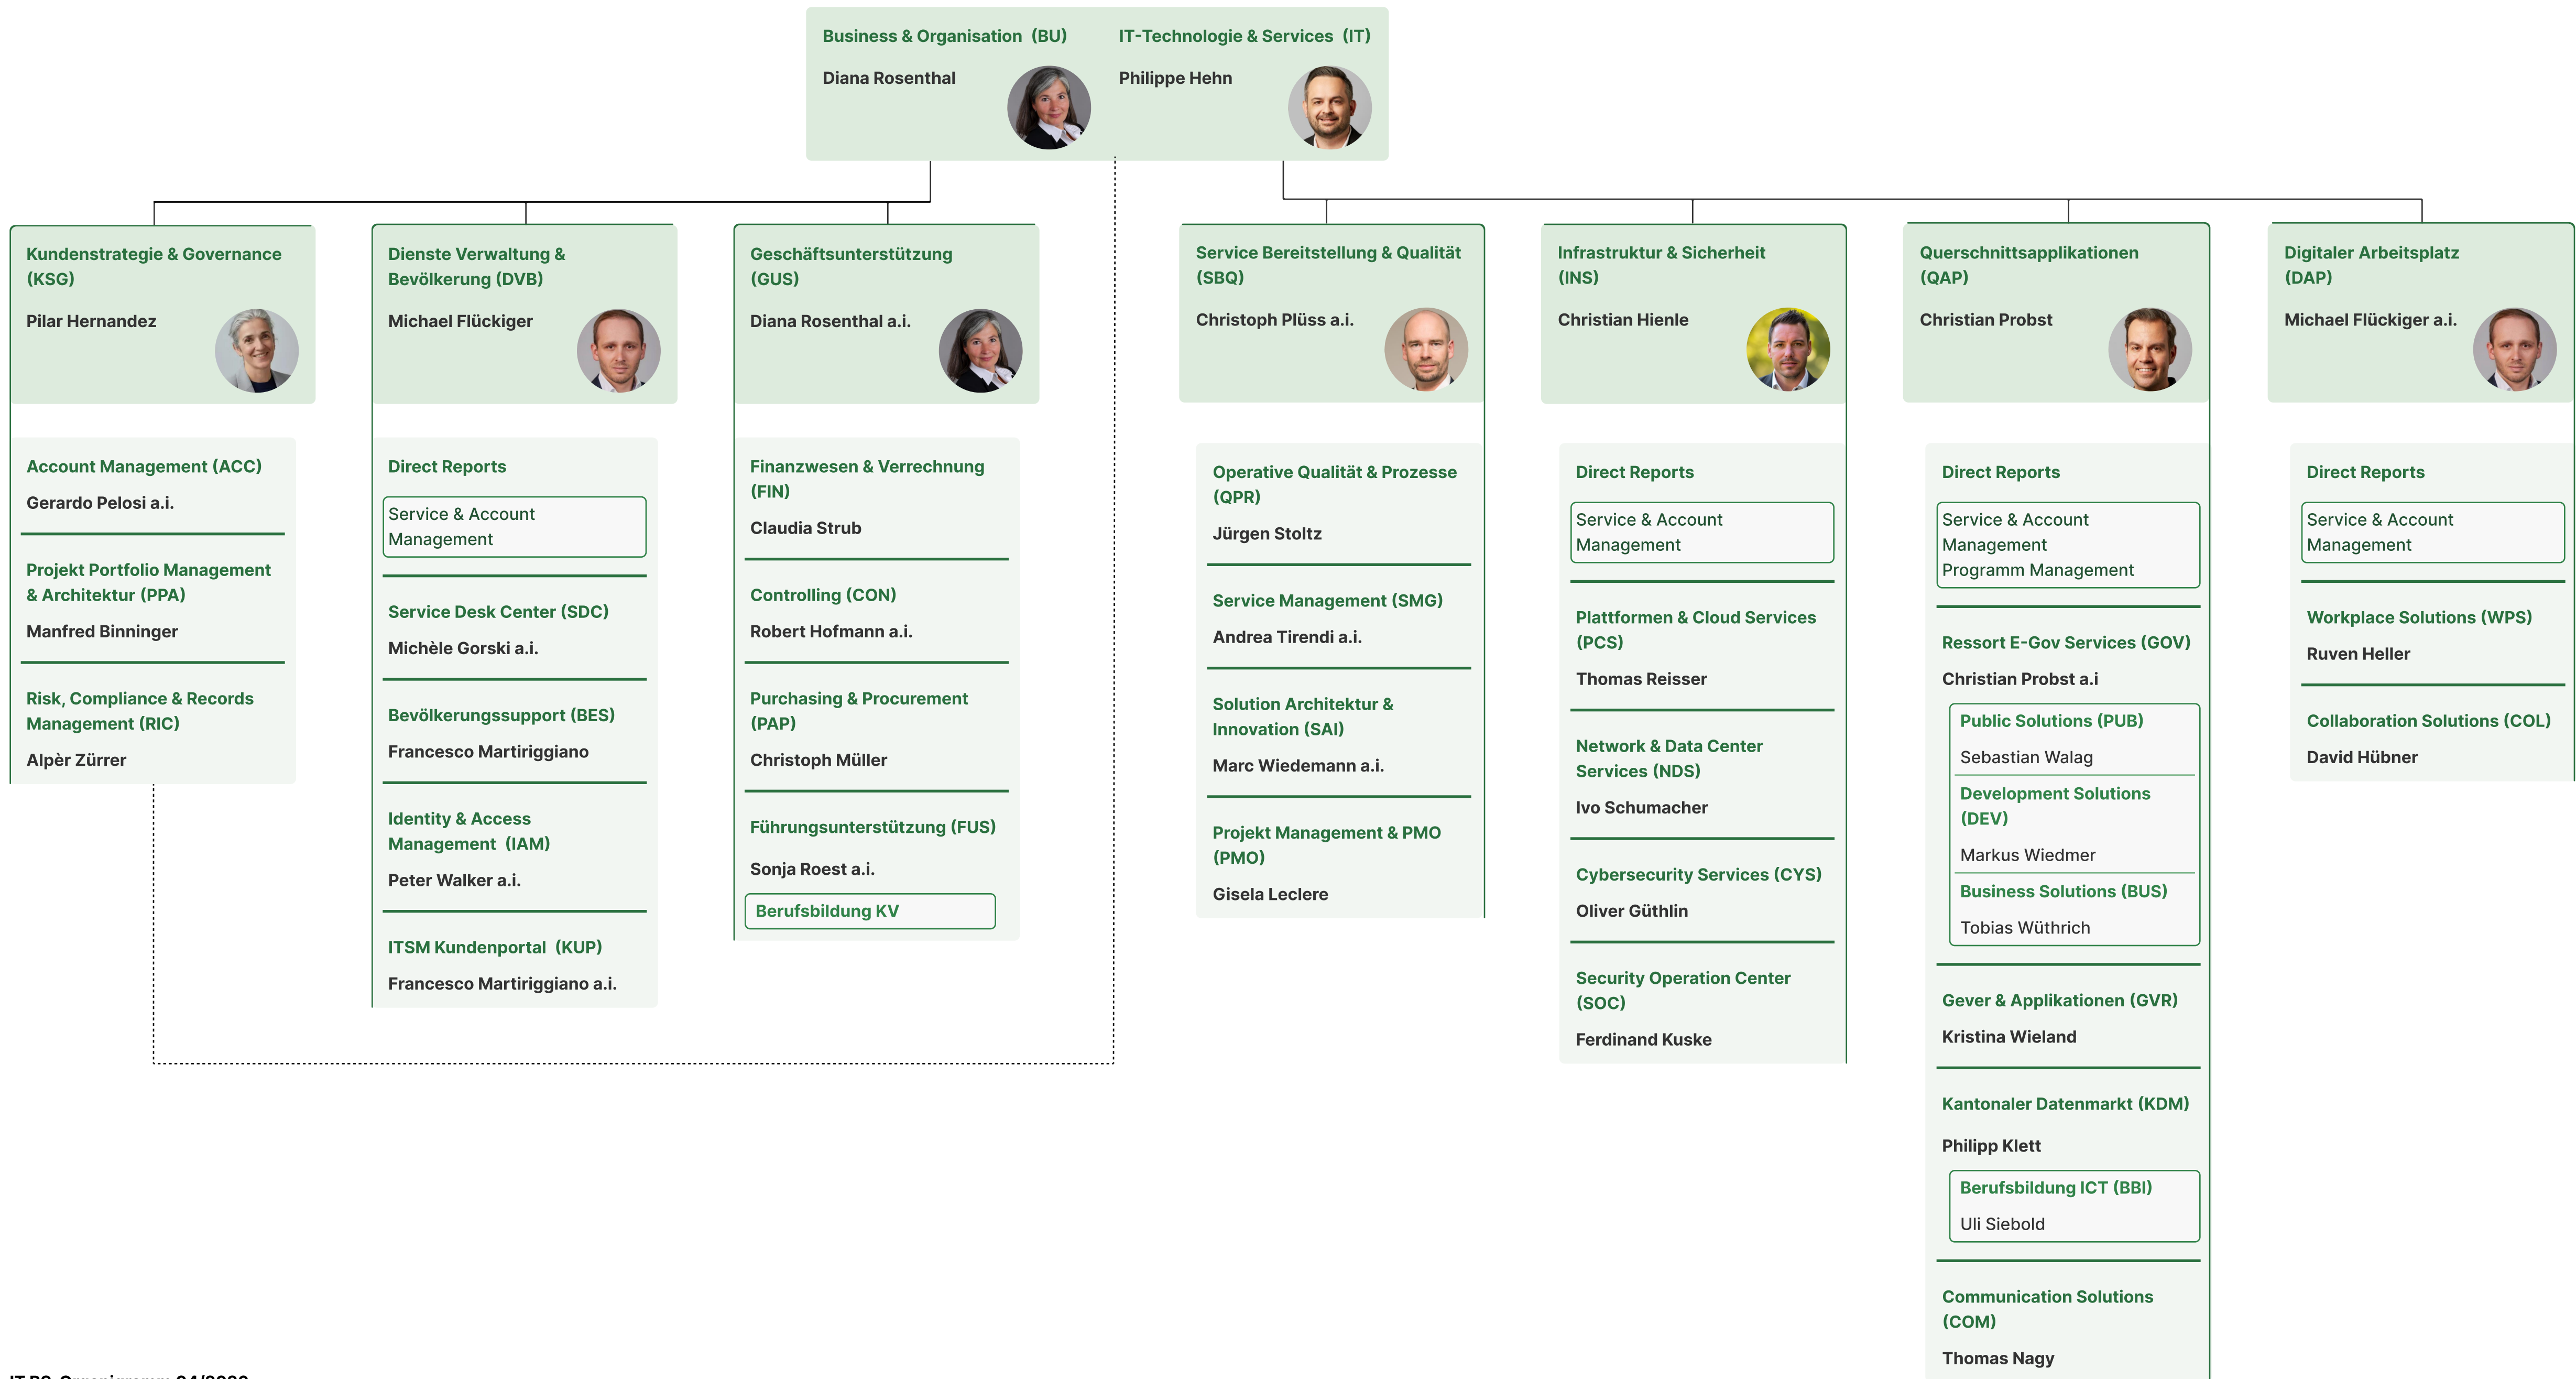 Business & Organisation (BU)
Diana Rosenthal
IT-Technologie & Services (IT)
Philippe Hehn
Kundenstrategie & Governance
(KSG)
Pilar Hernandez
Account Management (ACC)
Gerardo Pelosi a.i.
Projekt Portfolio Management
& Architektur (PPA)
Manfred Binninger
Risk, Compliance & Records
Management (RIC)
Alpèr Zürrer
Dienste Verwaltung &
Bevölkerung (DVB)
Michael Flückiger
Direct Reports
Service & Account
Management
Service Desk Center (SDC)
Michèle Gorski a.i.
Bevölkerungssupport (BES)
Francesco Martiriggiano
Identity & Access
Management (IAM)
Peter Walker a.i.
ITSM Kundenportal (KUP)
Francesco Martiriggiano a.i.
Geschäftsunterstützung
(GUS)
Diana Rosenthal a.i.
Finanzwesen & Verrechnung
(FIN)
Claudia Strub
Controlling (CON)
Robert Hofmann a.i.
Purchasing & Procurement
(PAP)
Christoph Müller
Führungsunterstützung (FUS)
Sonja Roest a.i.
Berufsbildung KV
Service Bereitstellung & Qualität
(SBQ)
Christoph Plüss a.i.
Operative Qualität & Prozesse
(QPR)
Jürgen Stoltz
Service Management (SMG)
Andrea Tirendi a.i.
Solution Architektur &
Innovation (SAI)
Marc Wiedemann a.i.
Projekt Management & PMO
(PMO)
Gisela Leclere
Infrastruktur & Sicherheit
(INS)
Christian Hienle
Direct Reports
Service & Account
Management
Plattformen & Cloud Services
(PCS)
Thomas Reisser
Network & Data Center
Services (NDS)
Ivo Schumacher
Cybersecurity Services (CYS)
Oliver Güthlin
Security Operation Center
(SOC)
Ferdinand Kuske
Querschnittsapplikationen
(QAP)
Christian Probst
Direct Reports
Service & Account
Management
Programm Management
Ressort E-Gov Services (GOV)
Christian Probst a.i
Public Solutions (PUB)
Sebastian Walag
Development Solutions
(DEV)
Markus Wiedmer
Business Solutions (BUS)
Tobias Wüthrich
Gever & Applikationen (GVR)
Kristina Wieland
Kantonaler Datenmarkt (KDM)
Philipp Klett
Berufsbildung ICT (BBI)
Uli Siebold
Communication Solutions
(COM)
Thomas Nagy
Digitaler Arbeitsplatz
(DAP)
Michael Flückiger a.i.
Direct Reports
Service & Account
Management
Workplace Solutions (WPS)
Ruven Heller
Collaboration Solutions (COL)
David Hübner